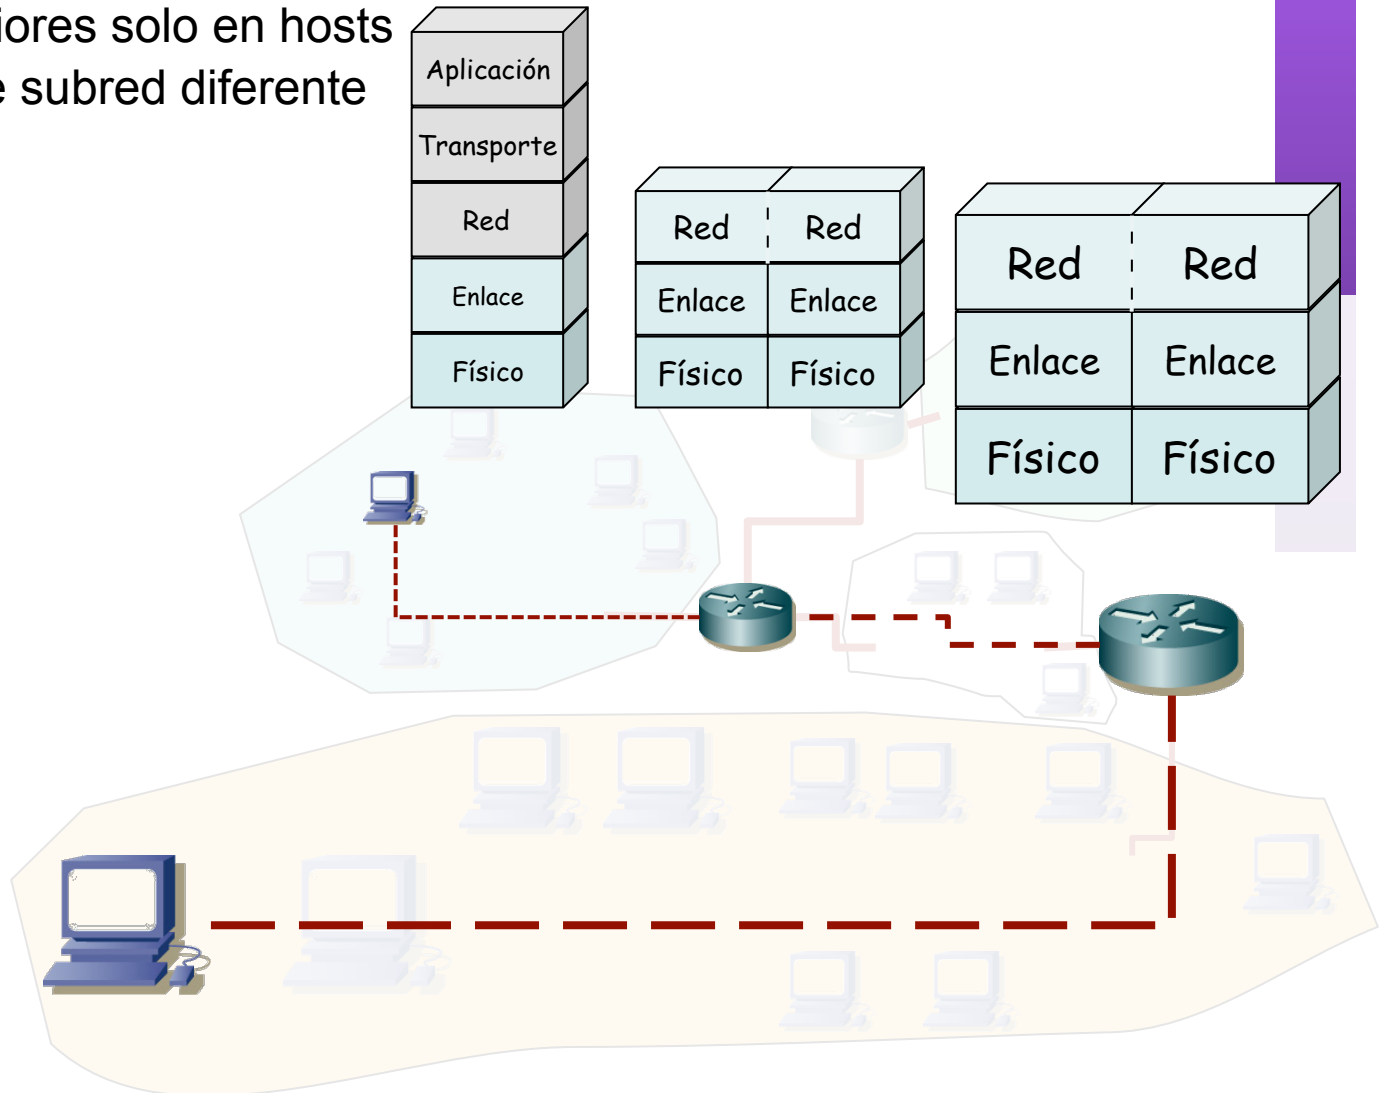 iores solo en hosts
e subred diferente
Aplicación
Transporte
Red
Enlace
Físico
Red Red
Enlace Enlace
Físico Físico
Red Red
Enlace Enlace
Físico Físico